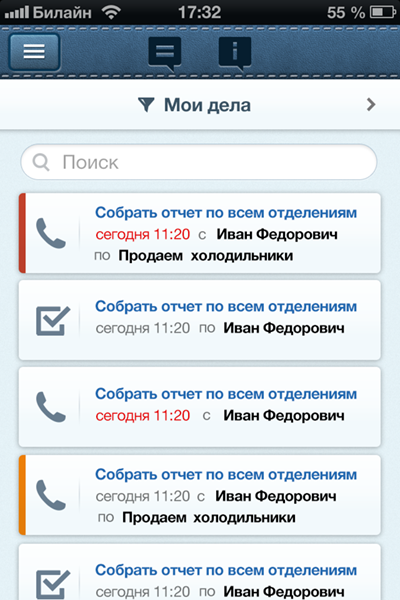 Билайн 17:32 55 %
Мои дела
Поиск
Собрать отчет по всем отделениям
сегодня 11:20 с Иван Федорович
по Продаем холодильники
Собрать отчет по всем отделениям
сегодня 11:20 по Иван Федорович
Собрать отчет по всем отделениям
сегодня 11:20 с Иван Федорович
Собрать отчет по всем отделениям
сегодня 11:20 с Иван Федорович
по Продаем холодильники
Собрать отчет по всем отделениям
сегодня 11:20 по Иван Федорович